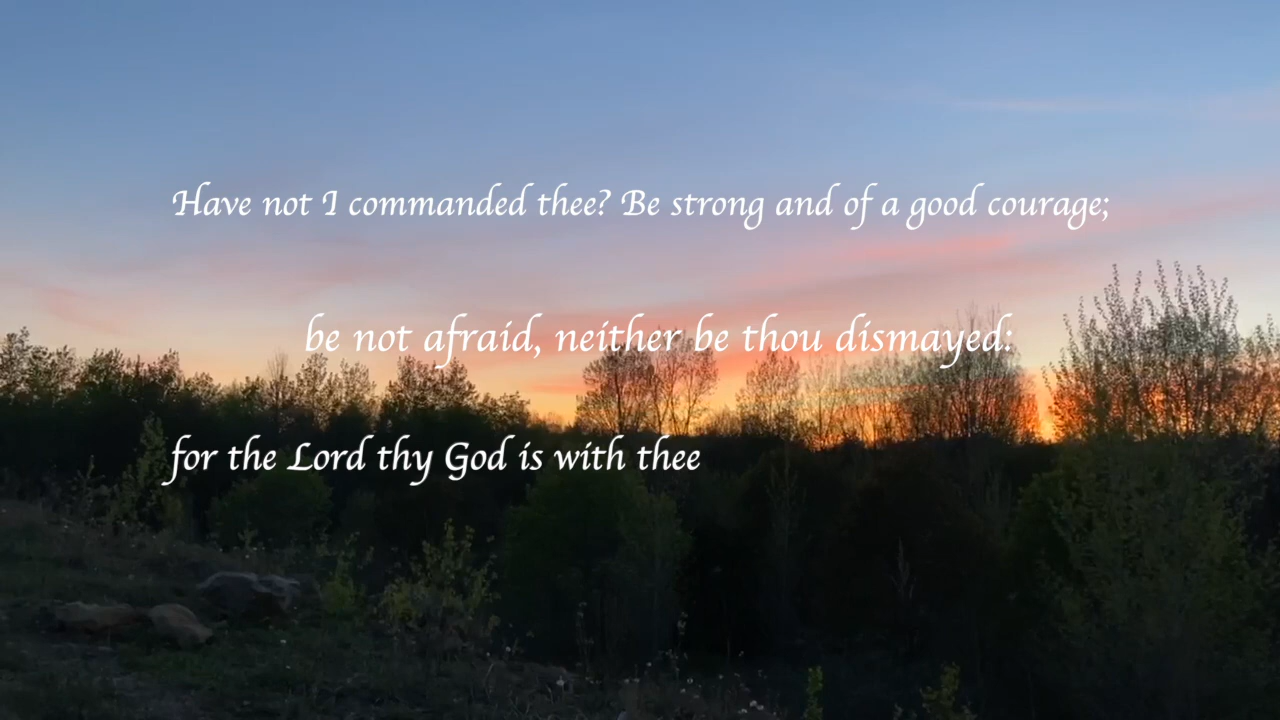 Have not I commanded thee? Be strong and of a good courage;
be not afraid, neither be thou dismayed:
for the Lord thy God is with thee